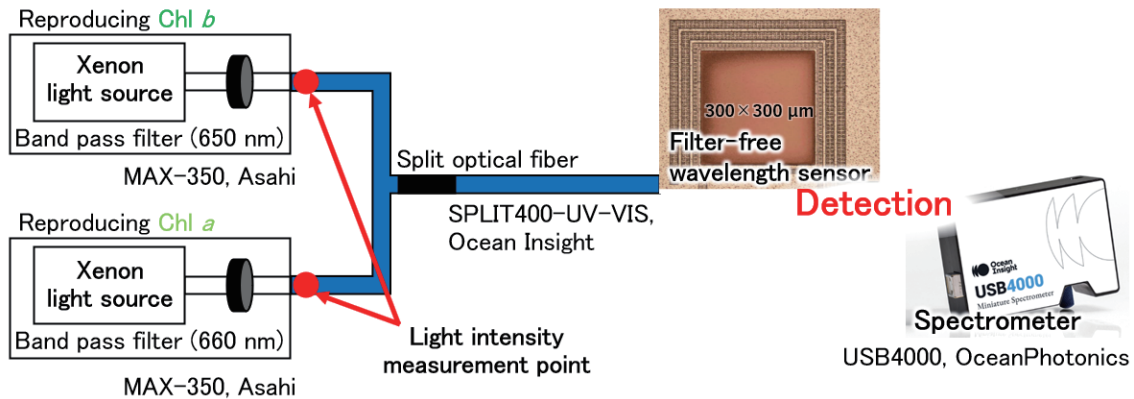 Reproducing Chl b
Xenon
light source
Band pass filter (650 nm)
MAX-350, Asahi
Reproducing Chl a
Xenon
light source
Band pass filter (660 nm)
MAX-350, Asahi
Split optical fiber
SPLIT400-UV-VIS,
Ocean Insight
Light intensity
measurement point
300×300 μm
Filter-free
wavelength sensor
Detection
Ocean
Insight
USB4000
Miniature Spectrometer
Spectrometer
USB4000, OceanPhotonics